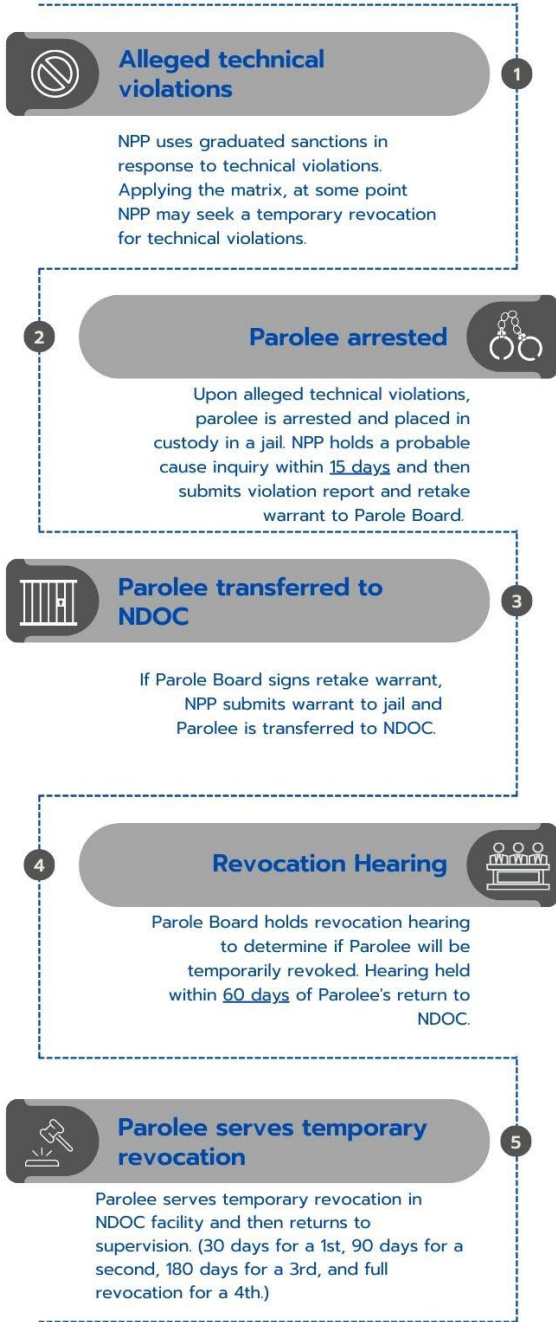 1
Alleged technical
violations
NPP uses graduated sanctions in
response to technical violations.
Applying the matrix, at some point
NPP may seek a temporary revocation
for technical violations.
2
Parolee arrested
Upon alleged technical violations,
parolee is arrested and placed in
custody in a jail. NPP holds a probable
cause inquiry within 15 days and then
submits violation report and retake
warrant to Parole Board.
3
Parolee transferred to
NDOC
If Parole Board signs retake warrant,
NPP submits warrant to jail and
Parolee is transferred to NDOC.
4
Revocation Hearing
Parole Board holds revocation hearing
to determine if Parolee will be
temporarily revoked. Hearing held
within 60 days of Parolee's return to
NDOC.
5
Parolee serves temporary
revocation
Parolee serves temporary revocation in
NDOC facility and then returns to
supervision. (30 days for a 1st, 90 days for a
second, 180 days for a 3rd, and full
revocation for a 4th.)